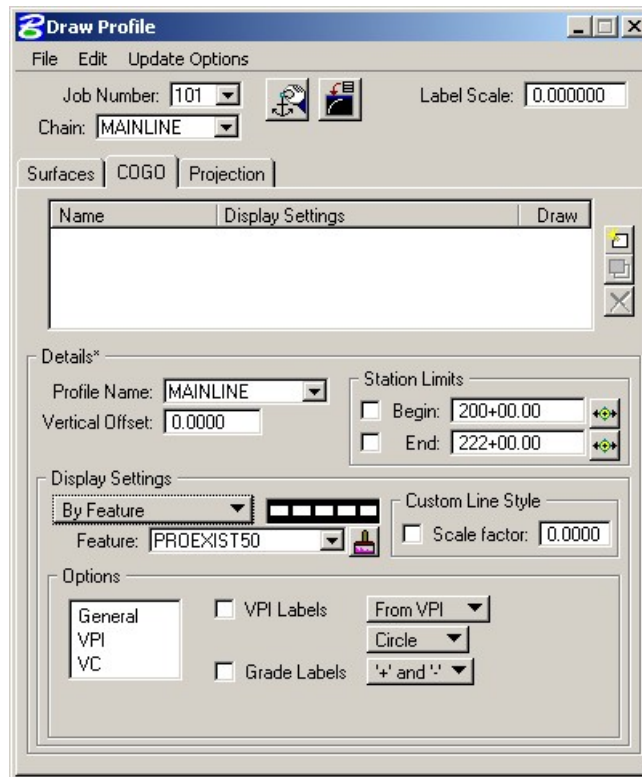 Draw Profile
File Edit Update Options
Job Number: 101 Label Scale: 0.000000
Chain: MAINLINE
Surfaces COGO Projection
Name Display Settings Draw
Details*
Profile Name: MAINLINE
Vertical Offset: 0.0000
Station Limits
Begin: 200+00.00
End: 222+00.00
Display Settings
By Feature
Feature: PROEXIST50
Custom Line Style
Scale factor: 0.0000
Options
General
VPI
VC
VPI Labels From VPI
Circle
Grade Labels '+' and '-'